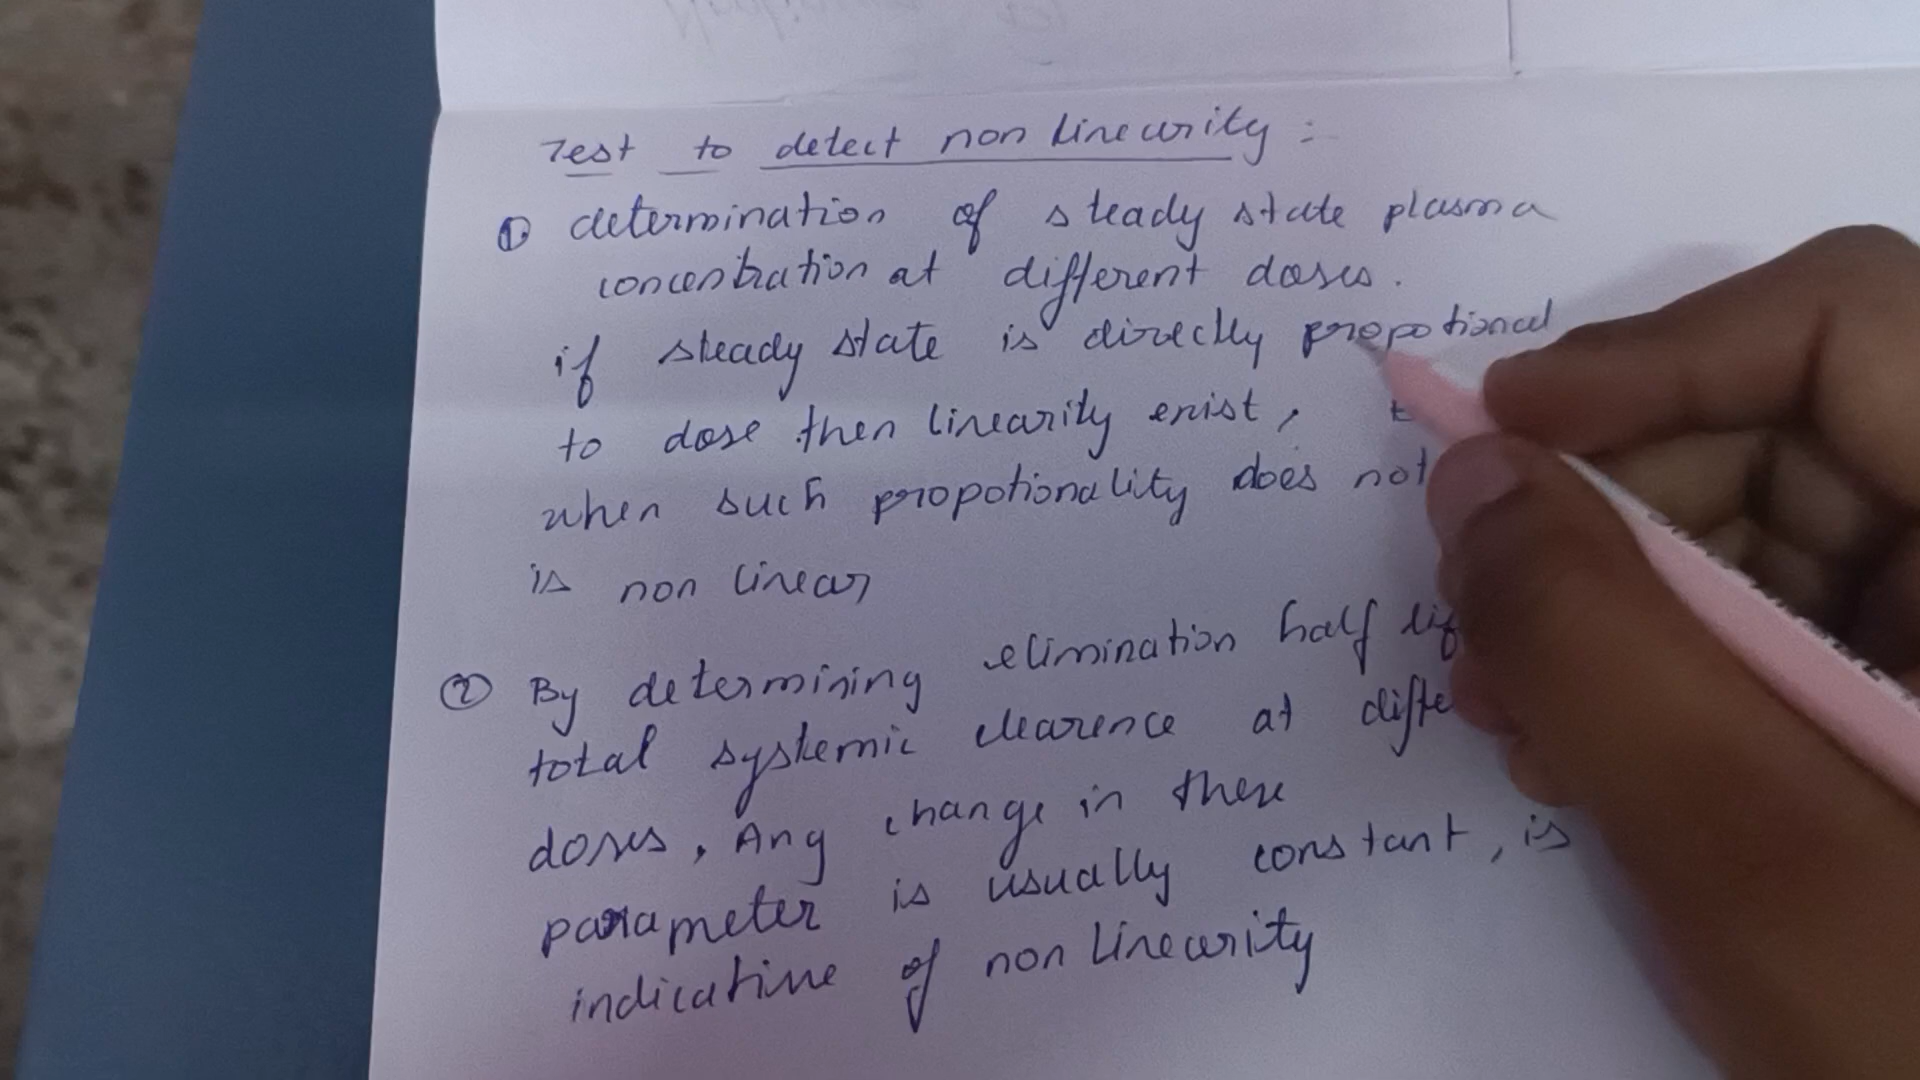 Test to detect non linearity :-
① determination of steady state plasma
concentration at different doses.
if steady state is directly propotional
to dose then linearity exist,
when such propotionality does not
is non linear
② By determining elimination half
total systemic clearence at
doses, Any change in these
parameter is usually constant, is
indicative of non linearity